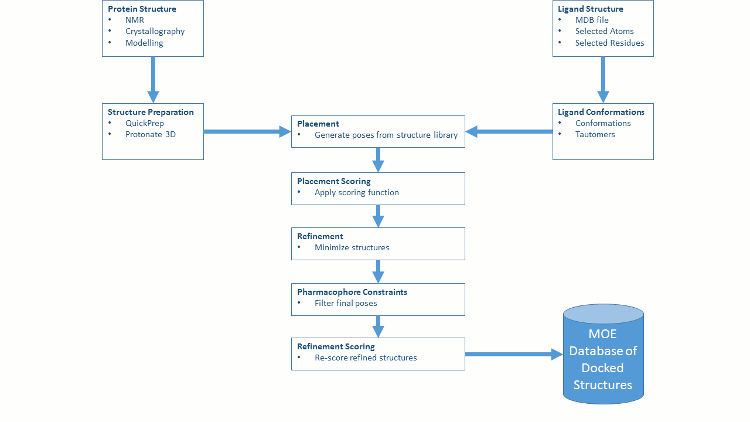 Protein Structure
• NMR
• Crystallography
• Modelling
Ligand Structure
• MDB file
• Selected Atoms
• Selected Residues
Structure Preparation
• QuickPrep
• Protonate 3D
Placement
• Generate poses from structure library
Ligand Conformations
• Conformations
• Tautomers
Placement Scoring
• Apply scoring function
Refinement
• Minimize structures
Pharmacophore Constraints
• Filter final poses
Refinement Scoring
• Re-score refined structures
MOE
Database of
Docked
Structures